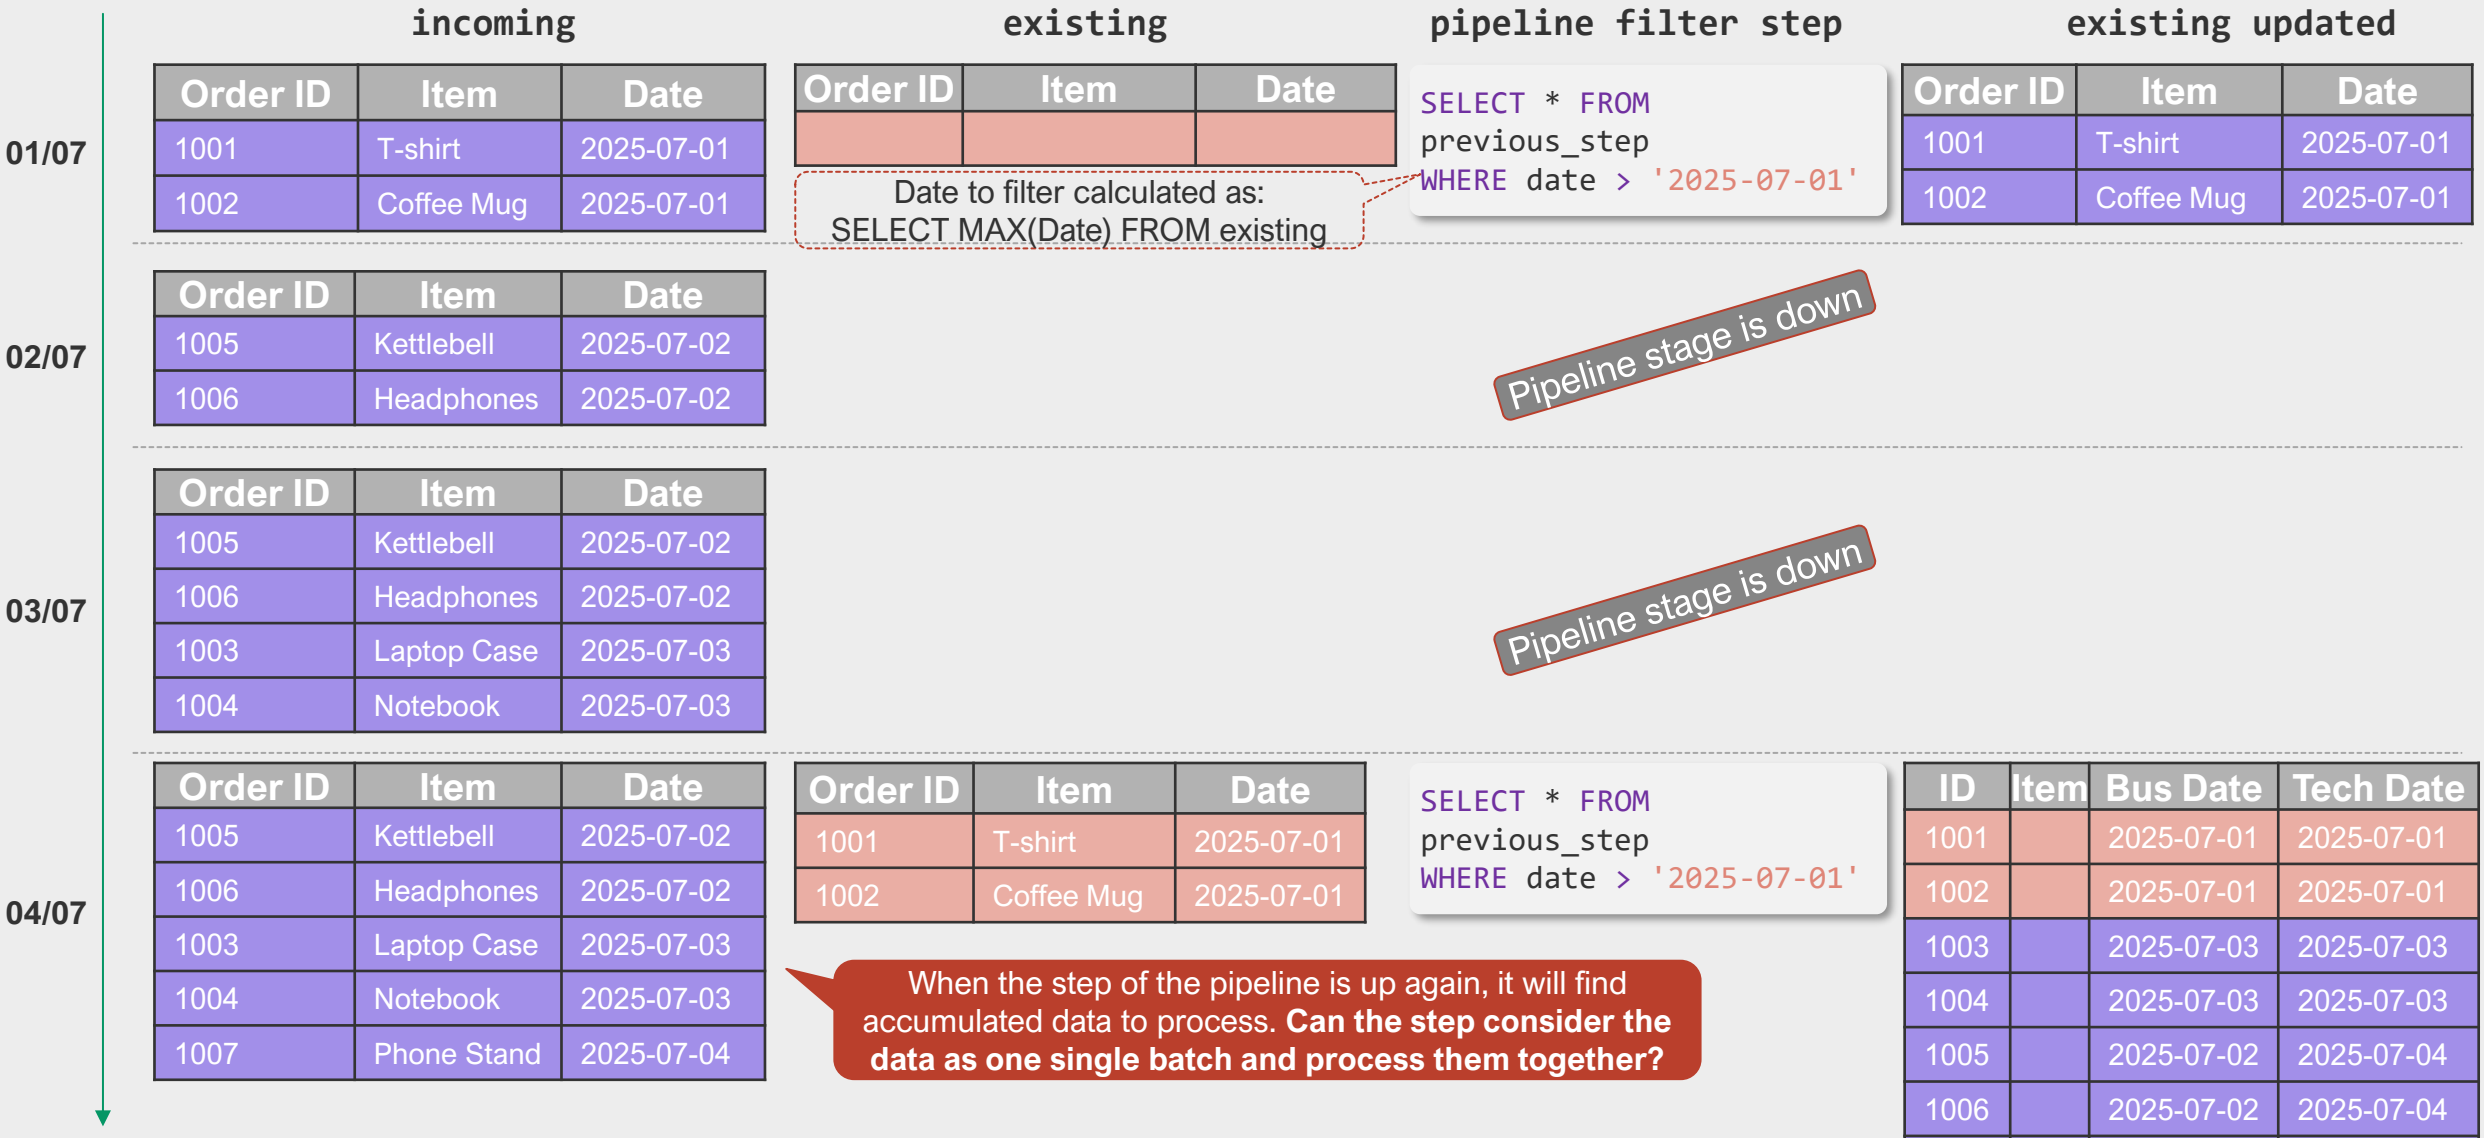 incoming existing pipeline filter step existing updated
01/07
Order ID Item Date
1001 T-shirt 2025-07-01
1002 Coffee Mug 2025-07-01
Order ID Item Date
Date to filter calculated as:
SELECT MAX(Date) FROM existing
SELECT * FROM
previous_step
WHERE date > '2025-07-01'
Order ID Item Date
1001 T-shirt 2025-07-01
1002 Coffee Mug 2025-07-01
02/07
Order ID Item Date
1005 Kettlebell 2025-07-02
1006 Headphones 2025-07-02
Pipeline stage is down
03/07
Order ID Item Date
1005 Kettlebell 2025-07-02
1006 Headphones 2025-07-02
1003 Laptop Case 2025-07-03
1004 Notebook 2025-07-03
Pipeline stage is down
04/07
Order ID Item Date
1005 Kettlebell 2025-07-02
1006 Headphones 2025-07-02
1003 Laptop Case 2025-07-03
1004 Notebook 2025-07-03
1007 Phone Stand 2025-07-04
Order ID Item Date
1001 T-shirt 2025-07-01
1002 Coffee Mug 2025-07-01
When the step of the pipeline is up again, it will find
accumulated data to process. Can the step consider the
data as one single batch and process them together?
SELECT * FROM
previous_step
WHERE date > '2025-07-01'
ID Item Bus Date Tech Date
1001 2025-07-01 2025-07-01
1002 2025-07-01 2025-07-01
1003 2025-07-03 2025-07-03
1004 2025-07-03 2025-07-03
1005 2025-07-02 2025-07-04
1006 2025-07-02 2025-07-04